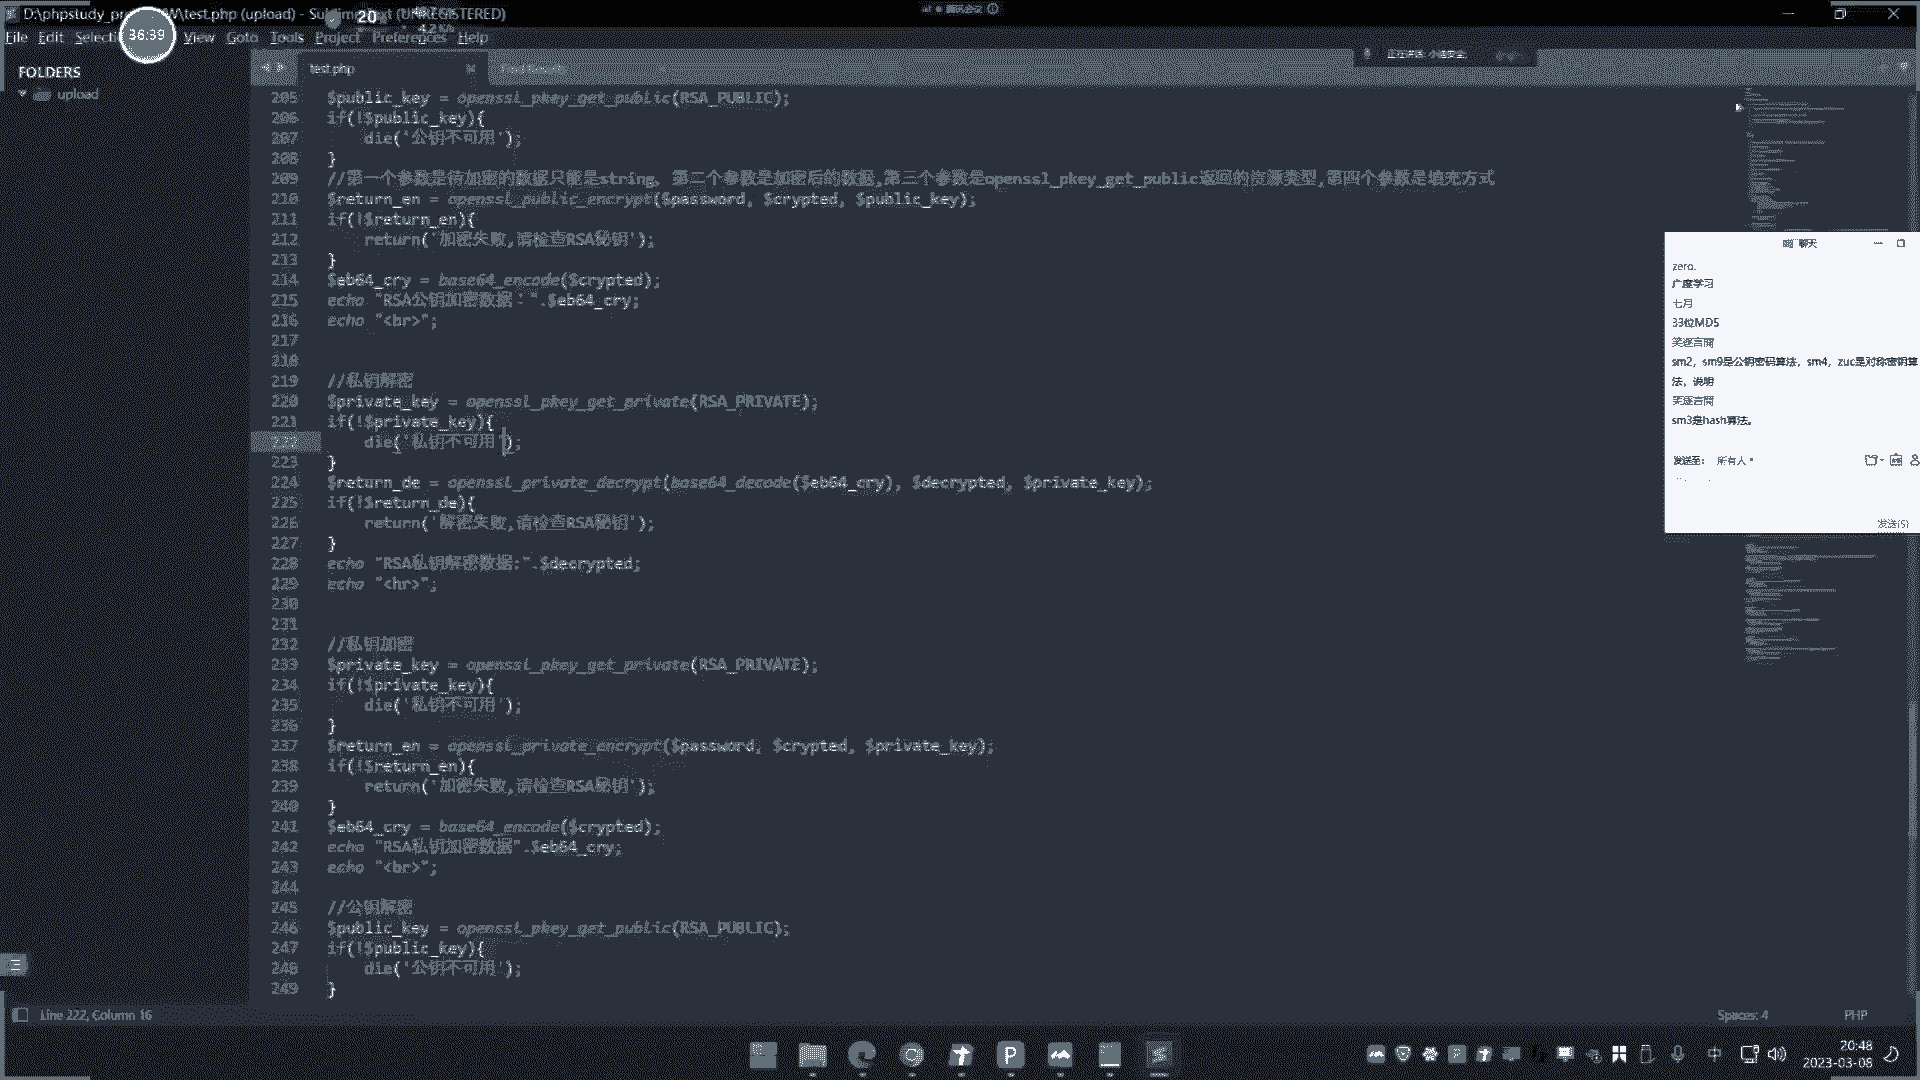 D:\phpstudy_pro\WWW\test.php (upload) - Sublime Text (UNREGISTERED)
20
File Edit Selecti
36:39
View Goto Tools Project Preferences Help
FOLDERS
upload
test.php
Find Results
205 $public_key = openssl_pkey_get_public(RSA_PUBLIC);
206 if(!$public_key){
207     die('公钥不可用');
208 }
209 //第一个参数是待加密的数据只能是string, 第二个参数是加密后的数据,第三个参数是openssl_pkey_get_public返回的资源类型,第四个参数是填充方式
210 $return_en = openssl_public_encrypt($password, $crypted, $public_key);
211 if(!$return_en){
212     return('加密失败,请检查RSA秘钥');
213 }
214 $eb64_cry = base64_encode($crypted);
215 echo "RSA公钥加密数据：".$eb64_cry;
216 echo "<br>";
217
218
219 //私钥解密
220 $private_key = openssl_pkey_get_private(RSA_PRIVATE);
221 if(!$private_key){
222     die('私钥不可用');
223 }
224 $return_de = openssl_private_decrypt(base64_decode($eb64_cry), $decrypted, $private_key);
225 if(!$return_de){
226     return('解密失败,请检查RSA秘钥');
227 }
228 echo "RSA私钥解密数据:".$decrypted;
229 echo "<hr>";
230
231
232 //私钥加密
233 $private_key = openssl_pkey_get_private(RSA_PRIVATE);
234 if(!$private_key){
235     die('私钥不可用');
236 }
237 $return_en = openssl_private_encrypt($password, $crypted, $private_key);
238 if(!$return_en){
239     return('加密失败,请检查RSA秘钥');
240 }
241 $eb64_cry = base64_encode($crypted);
242 echo "RSA私钥加密数据".$eb64_cry;
243 echo "<br>";
244
245 //公钥解密
246 $public_key = openssl_pkey_get_public(RSA_PUBLIC);
247 if(!$public_key){
248     die('公钥不可用');
249 }
聊天
zero.
广度学习
七月
33位MD5
笑逐言商
sm2，sm9是公钥密码算法，sm4，zuc是对称密钥算
法，说明
笑逐言商
sm3是hash算法。
发送至： 所有人
发送(S)
Line 222, Column 16
Spaces: 4
PHP
中
20:48
2023-03-08